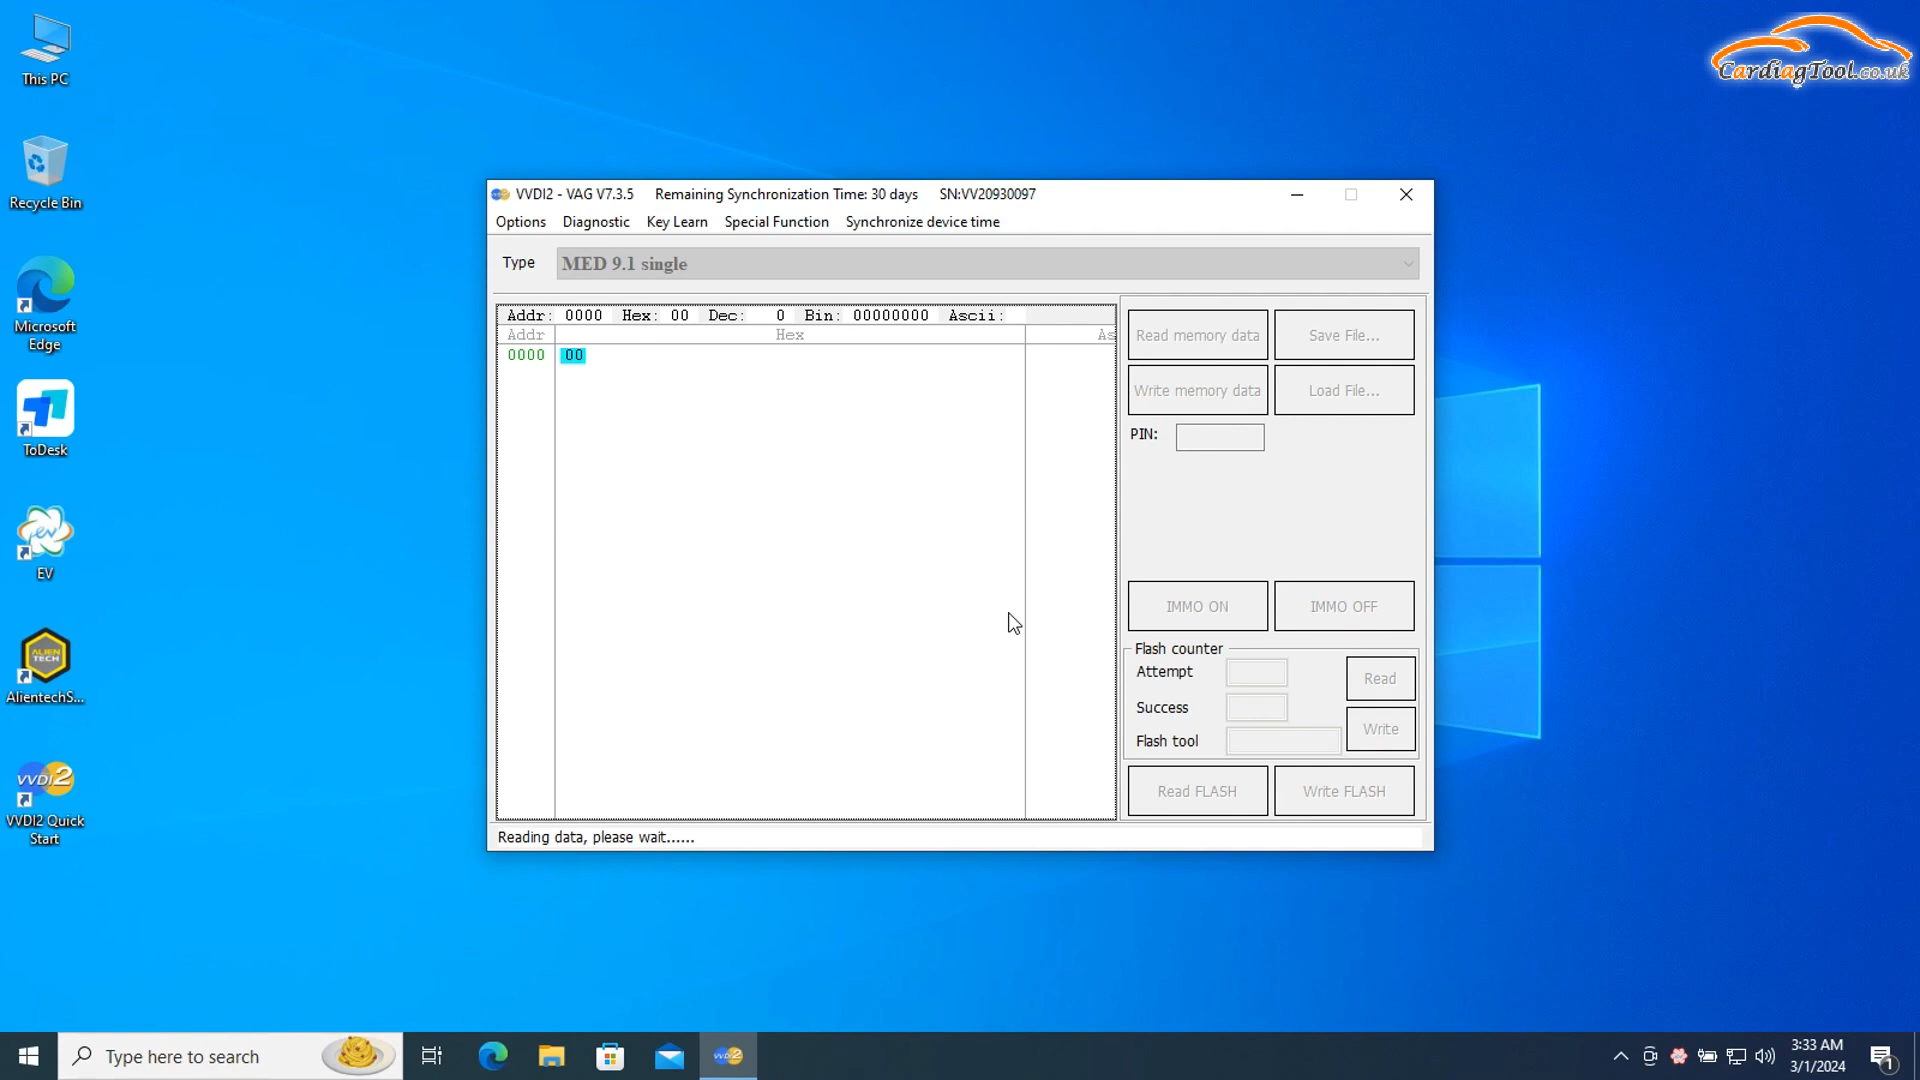 This PC
Recycle Bin
Microsoft
Edge
ToDesk
EV
ALIEN
TECH
AlientechS...
VVDI2
VVDI2 Quick
Start
CardiagTool.co.uk
VVDI2 - VAG V7.3.5 Remaining Synchronization Time: 30 days SN:VV20930097
Options Diagnostic Key Learn Special Function Synchronize device time
Type MED 9.1 single
Addr: 0000 Hex: 00 Dec: 0 Bin: 00000000 Ascii:
Addr Hex As
0000 00
Read memory data Save File...
Write memory data Load File...
PIN:
IMMO ON IMMO OFF
Flash counter
Attempt Read
Success
Flash tool Write
Read FLASH Write FLASH
Reading data, please wait......
Type here to search
3:33 AM
3/1/2024
1